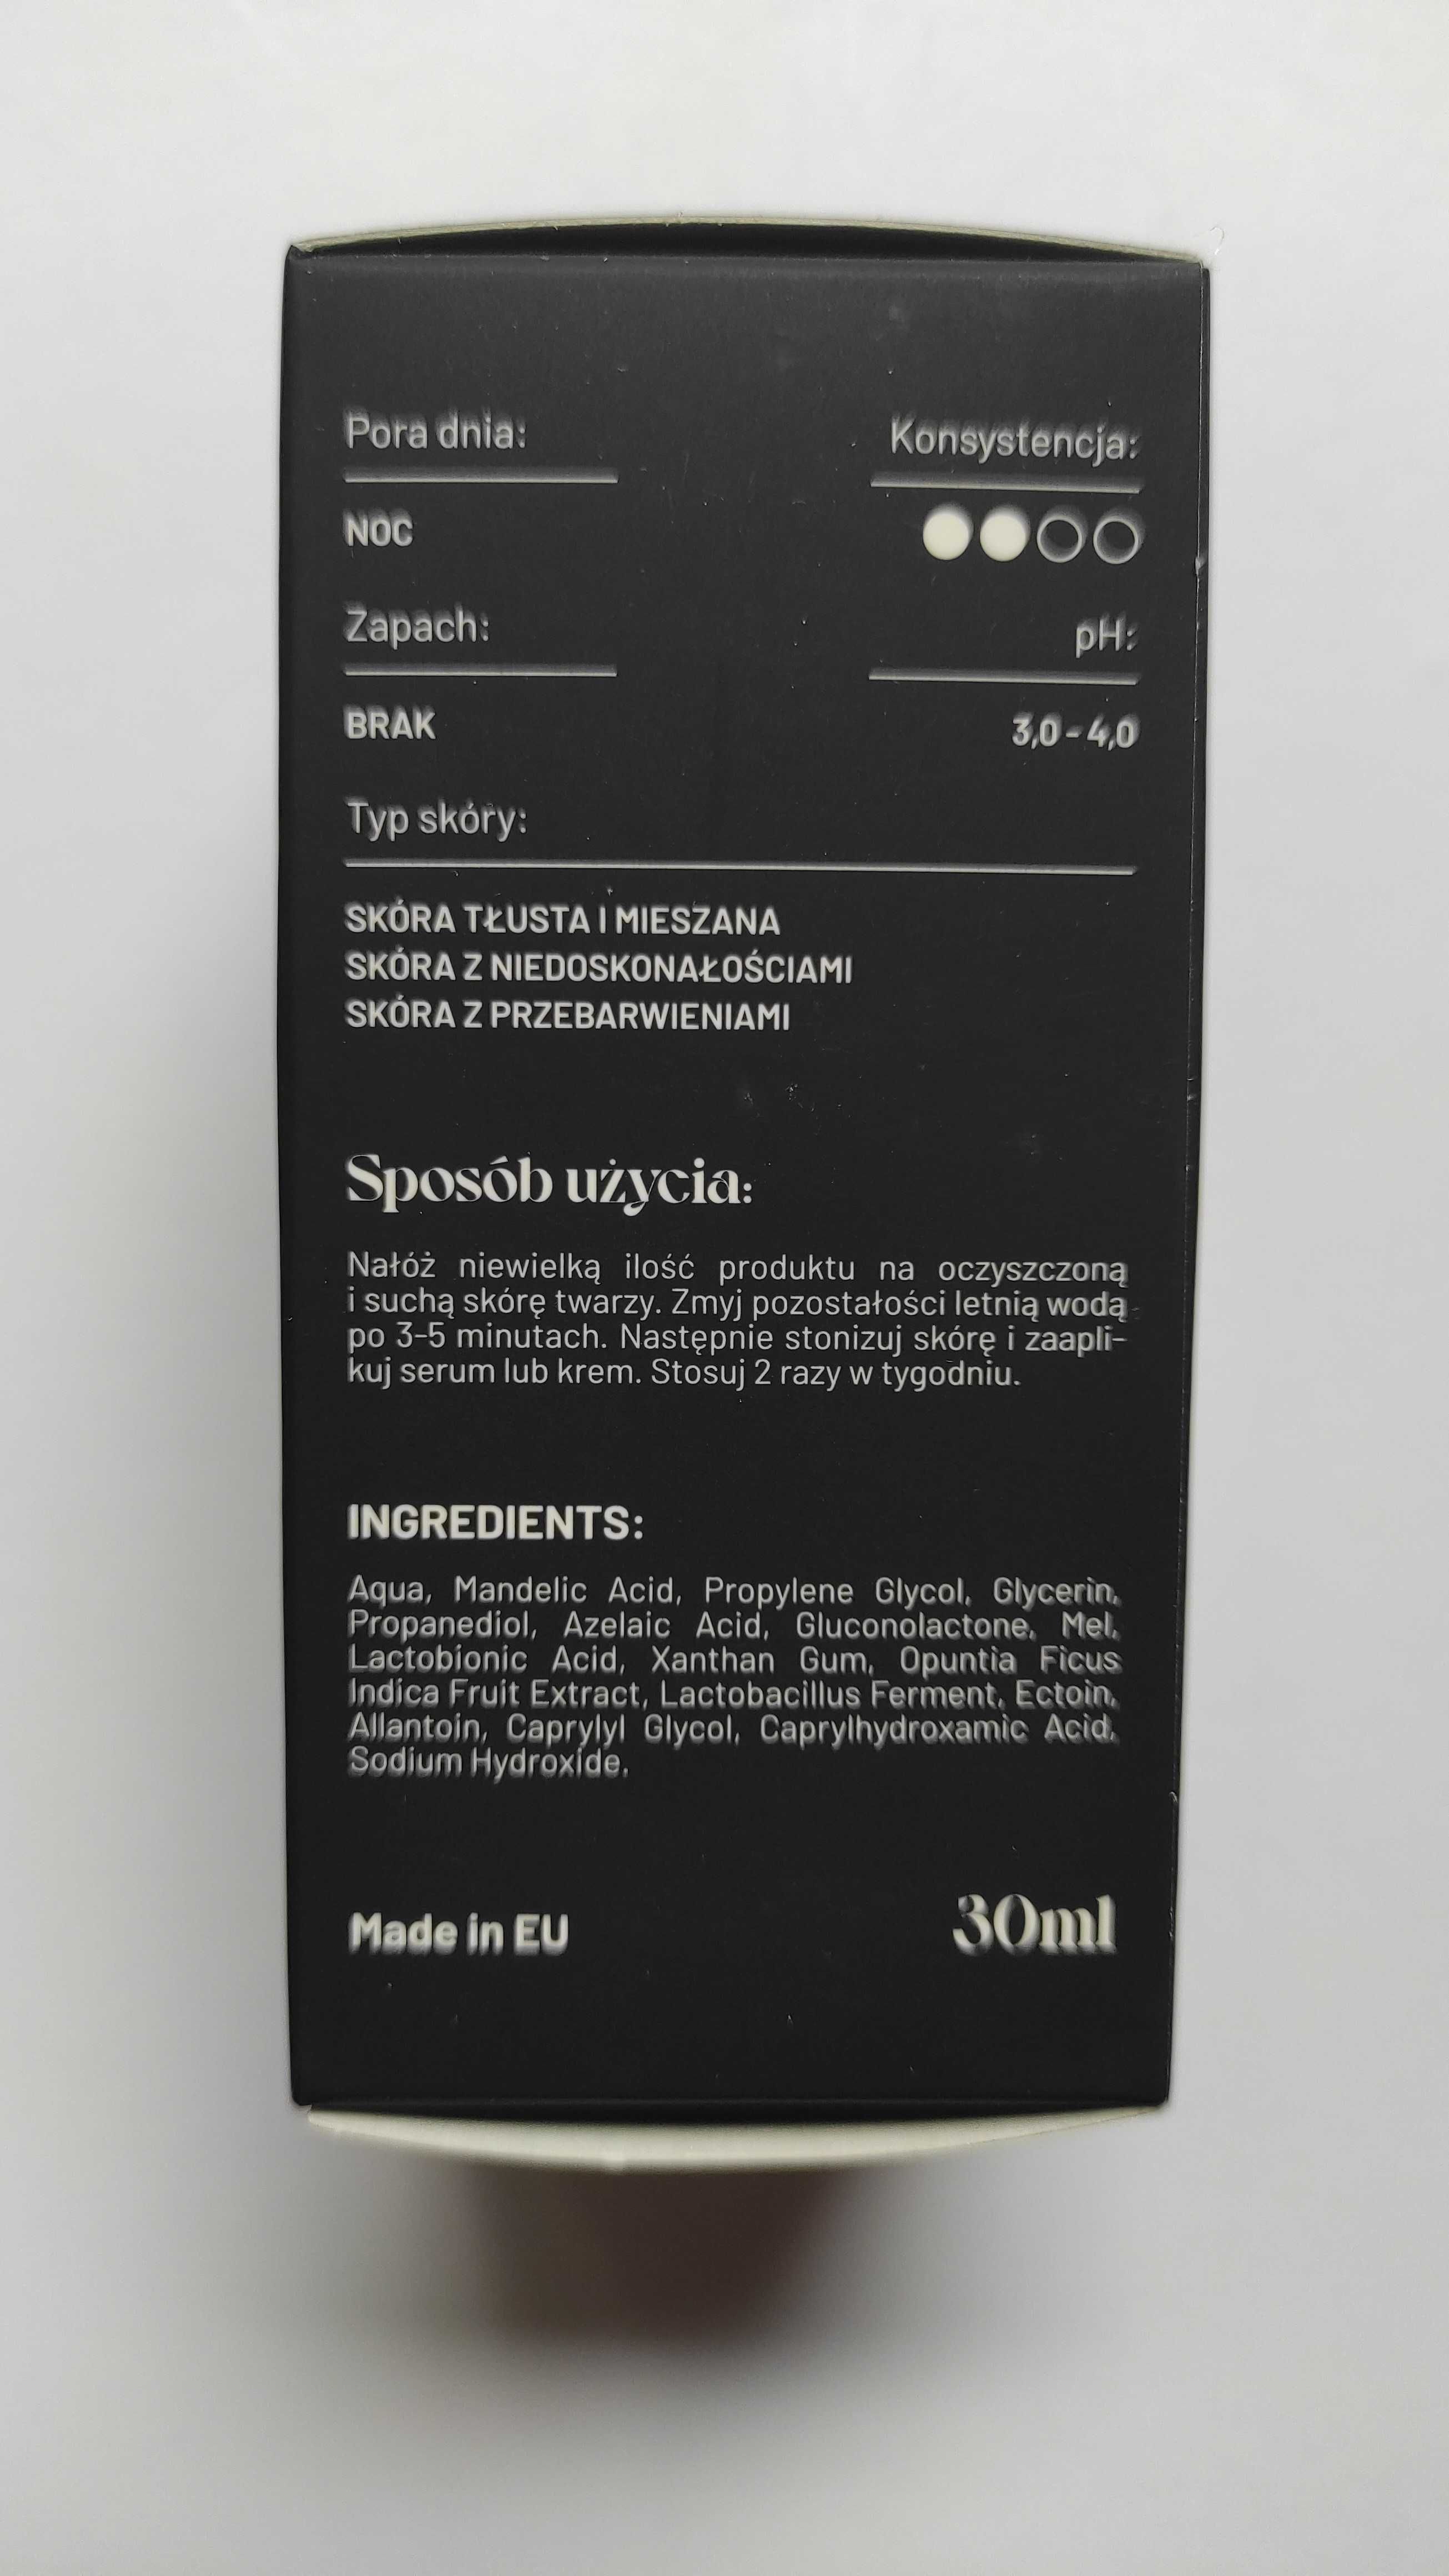 Pora dnia:
Konsystencja:
NOC
Zapach:
pH:
BRAK
3,0 - 4,0
Typ skóry:
SKÓRA TŁUSTA I MIESZANA
SKÓRA Z NIEDOSKONAŁOŚCIAMI
SKÓRA Z PRZEBARWIENIAMI
Sposób użycia:
Nałóż niewielką ilość produktu na oczyszczoną
i suchą skórę twarzy. Zmyj pozostałości letnią wodą
po 3-5 minutach. Następnie stonizuj skórę i zaapli-
kuj serum lub krem. Stosuj 2 razy w tygodniu.
INGREDIENTS:
Aqua, Mandelic Acid, Propylene Glycol, Glycerin,
Propanediol, Azelaic Acid, Gluconolactone, Mel,
Lactobionic Acid, Xanthan Gum, Opuntia Ficus
Indica Fruit Extract, Lactobacillus Ferment, Ectoin,
Allantoin, Caprylyl Glycol, Caprylhydroxamic Acid,
Sodium Hydroxide.
Made in EU
30ml